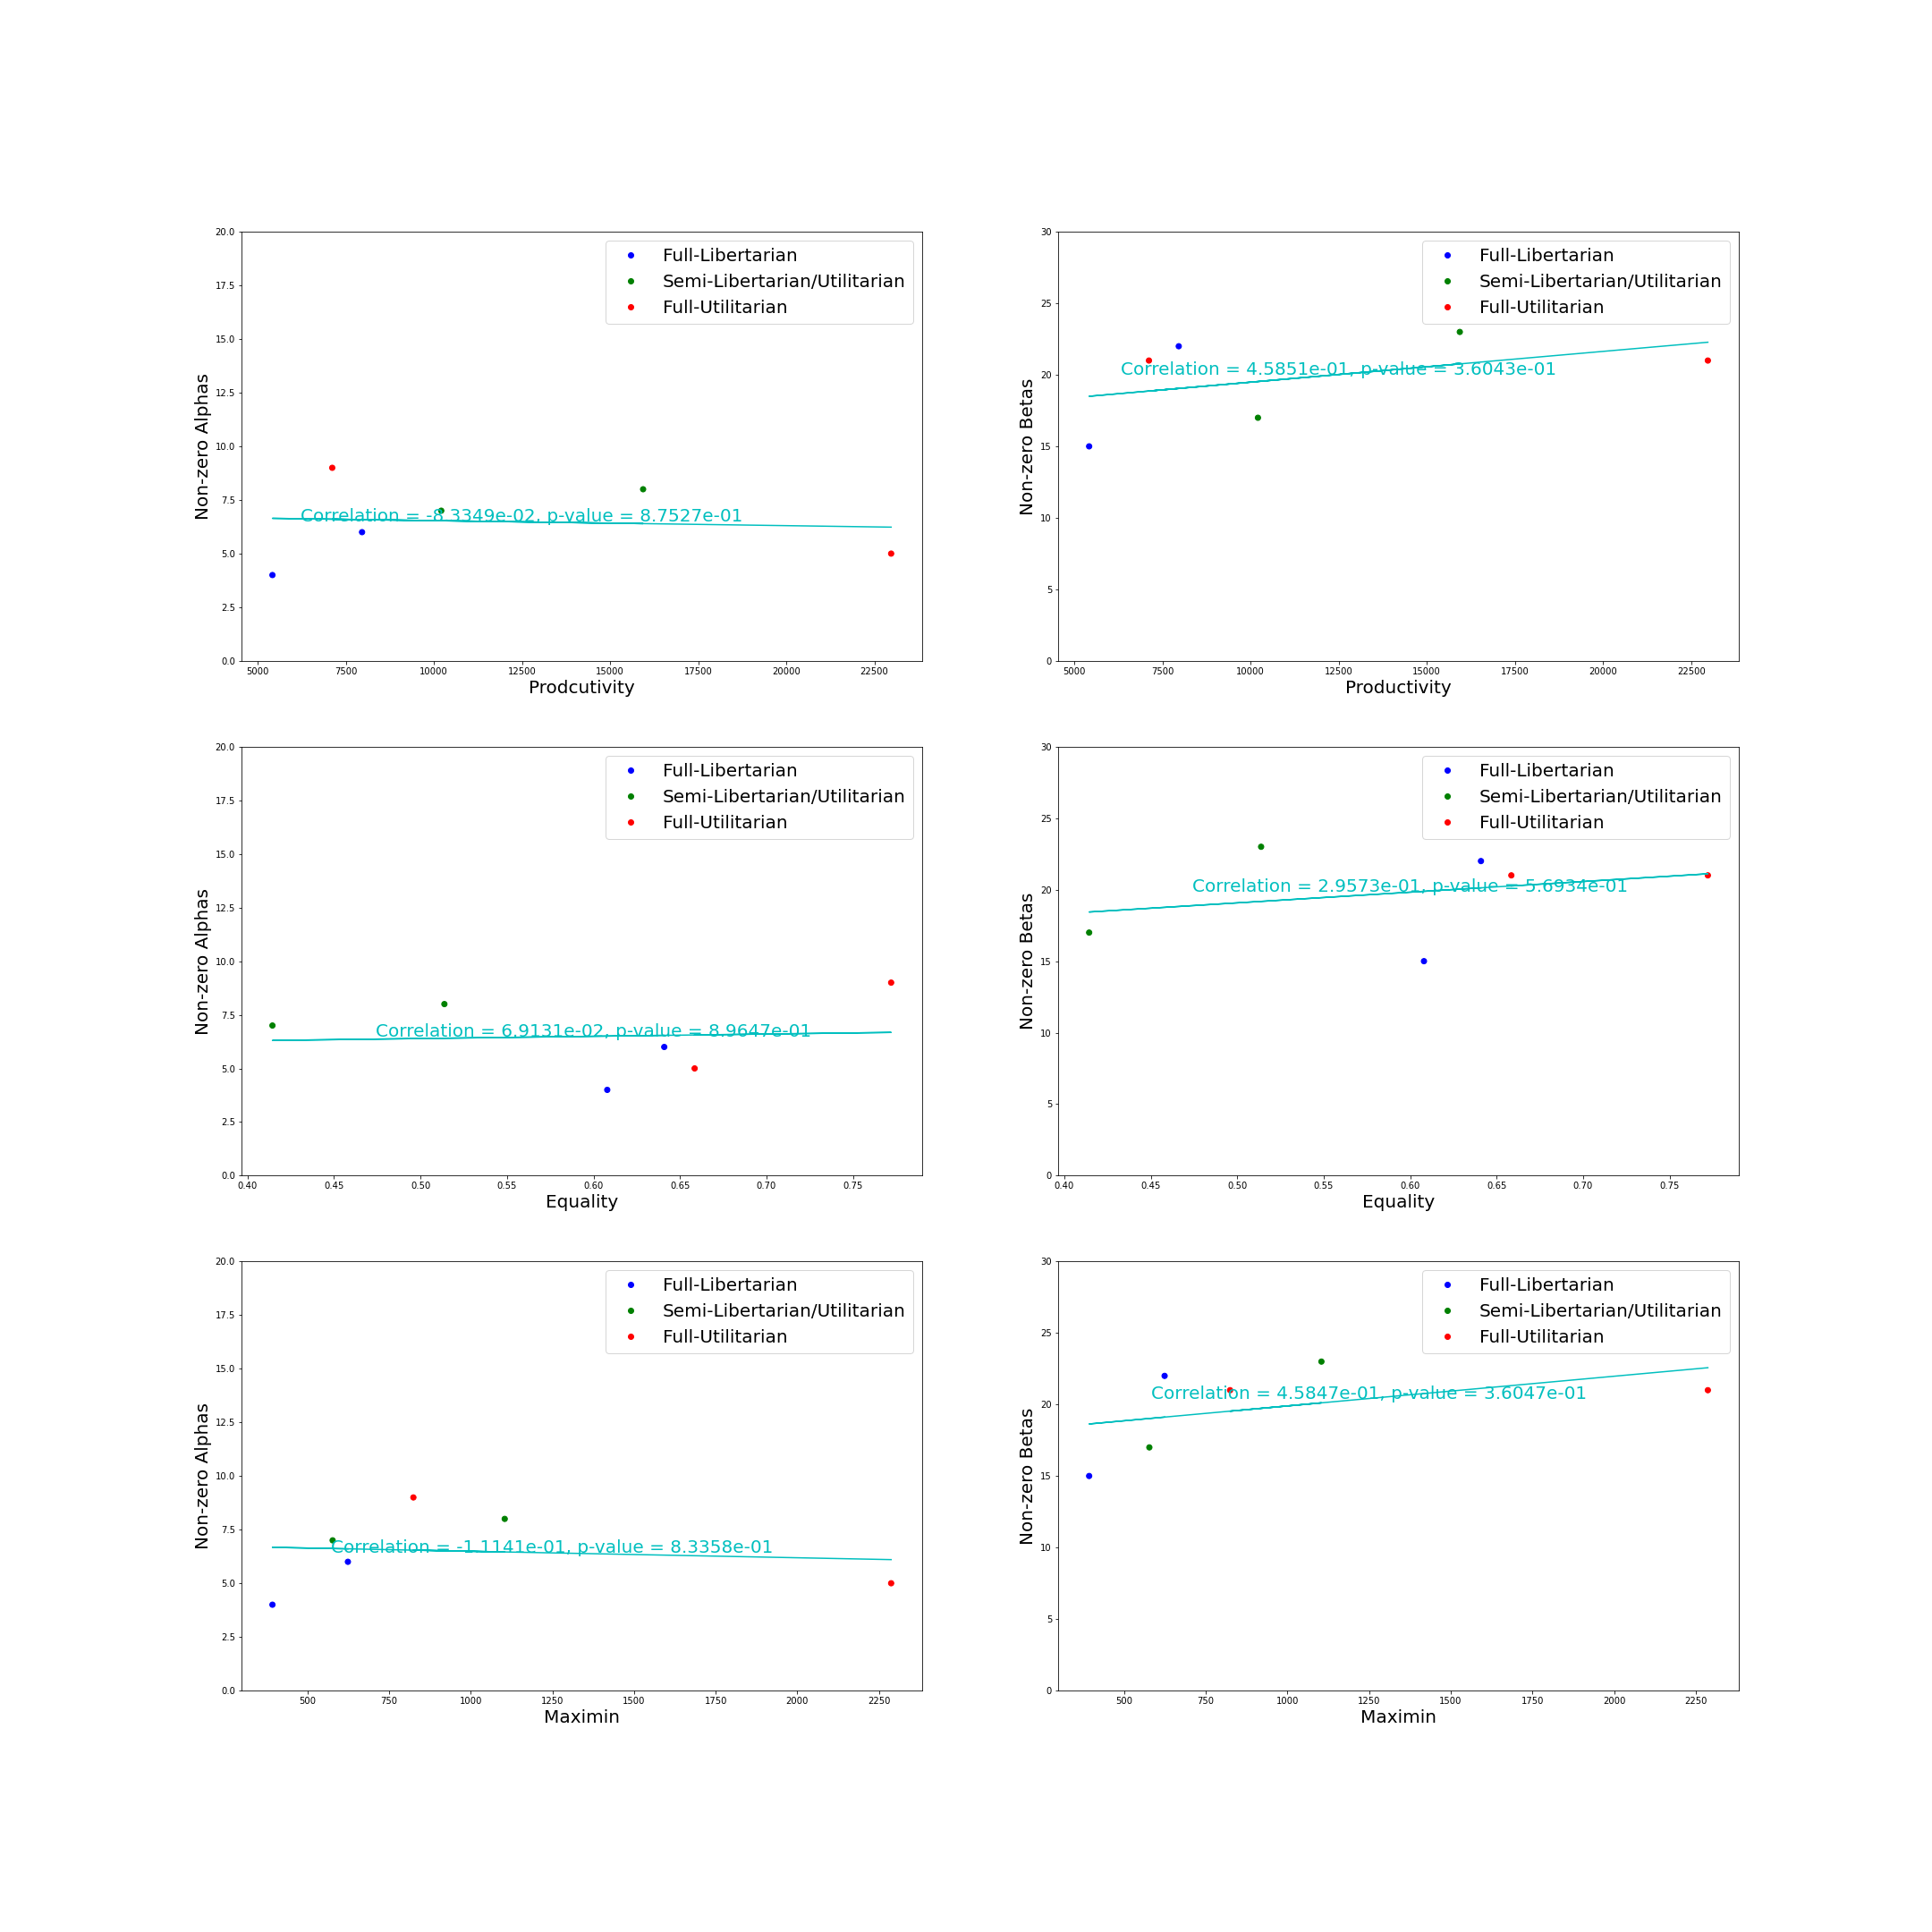 20.0
17.5
15.0
12.5
10.0
7.5
5.0
2.5
0.0
Non-zero Alphas
Full-Libertarian
Semi-Libertarian/Utilitarian
Full-Utilitarian
Correlation = -8.3349e-02, p-value = 8.7527e-01
5000 7500 10000 12500 15000 17500 20000 22500
Prodcutivity
30
25
20
15
10
5
0
Non-zero Betas
Full-Libertarian
Semi-Libertarian/Utilitarian
Full-Utilitarian
Correlation = 4.5851e-01, p-value = 3.6043e-01
5000 7500 10000 12500 15000 17500 20000 22500
Productivity
20.0
17.5
15.0
12.5
10.0
7.5
5.0
2.5
0.0
Non-zero Alphas
Full-Libertarian
Semi-Libertarian/Utilitarian
Full-Utilitarian
Correlation = 6.9131e-02, p-value = 8.9647e-01
0.40 0.45 0.50 0.55 0.60 0.65 0.70 0.75
Equality
30
25
20
15
10
5
0
Non-zero Betas
Full-Libertarian
Semi-Libertarian/Utilitarian
Full-Utilitarian
Correlation = 2.9573e-01, p-value = 5.6934e-01
0.40 0.45 0.50 0.55 0.60 0.65 0.70 0.75
Equality
20.0
17.5
15.0
12.5
10.0
7.5
5.0
2.5
0.0
Non-zero Alphas
Full-Libertarian
Semi-Libertarian/Utilitarian
Full-Utilitarian
Correlation = -1.1141e-01, p-value = 8.3358e-01
500 750 1000 1250 1500 1750 2000 2250
Maximin
30
25
20
15
10
5
0
Non-zero Betas
Full-Libertarian
Semi-Libertarian/Utilitarian
Full-Utilitarian
Correlation = 4.5847e-01, p-value = 3.6047e-01
500 750 1000 1250 1500 1750 2000 2250
Maximin